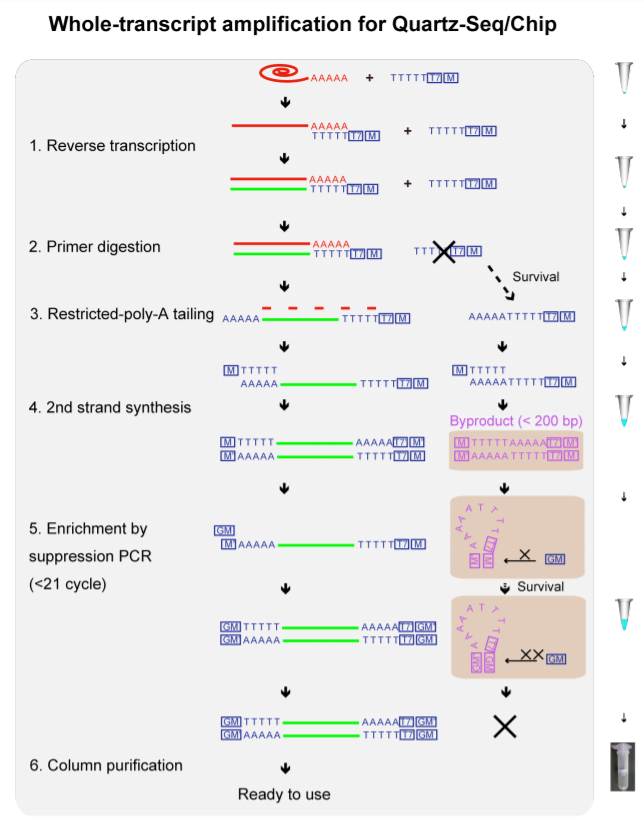 Whole-transcript amplification for Quartz-Seq/Chip
AAAAA + TTTTT T7 M
1. Reverse transcription
AAAAA
TTTTT T7 M + TTTTT T7 M
AAAAA
TTTTT T7 M + TTTTT T7 M
2. Primer digestion
AAAAA
TTTTT T7 M TTT T7 M
Survival
3. Restricted-poly-A tailing
AAAAA TTTTT T7 M AAAAATTTTT T7 M
M TTTTT M TTTTT
AAAAA TTTTT T7 M AAAAATTTTT T7 M
4. 2nd strand synthesis
Byproduct (< 200 bp)
M TTTTT AAAAA T7' M' M TTTTTAAAAA T7' M'
M' AAAAA TTTTT T7 M M' AAAAATTTTT T7 M
5. Enrichment by
suppression PCR
(<21 cycle)
GM
M' AAAAA TTTTT T7 M
A A A A A T T T T T T7 M M GM
Survival
GM TTTTT AAAAA T7' GM'
GM' AAAAA TTTTT T7 GM
A A A A A T T T T T T7 GM GM GM
GM TTTTT AAAAA T7' GM'
GM' AAAAA TTTTT T7 GM
6. Column purification
Ready to use